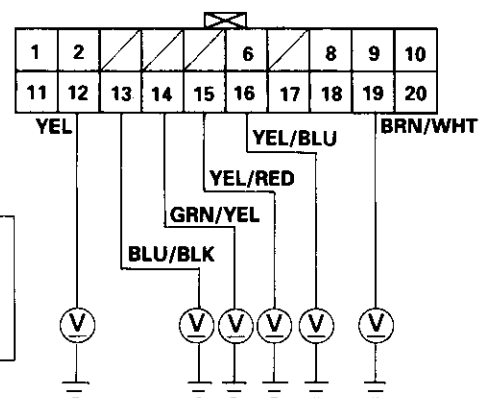 1 2 6 8 9 10
11 12 13 14 15 16 17 18 19 20
YEL BRN/WHT
YEL/BLU
YEL/RED
GRN/YEL
BLU/BLK
V V V V V V